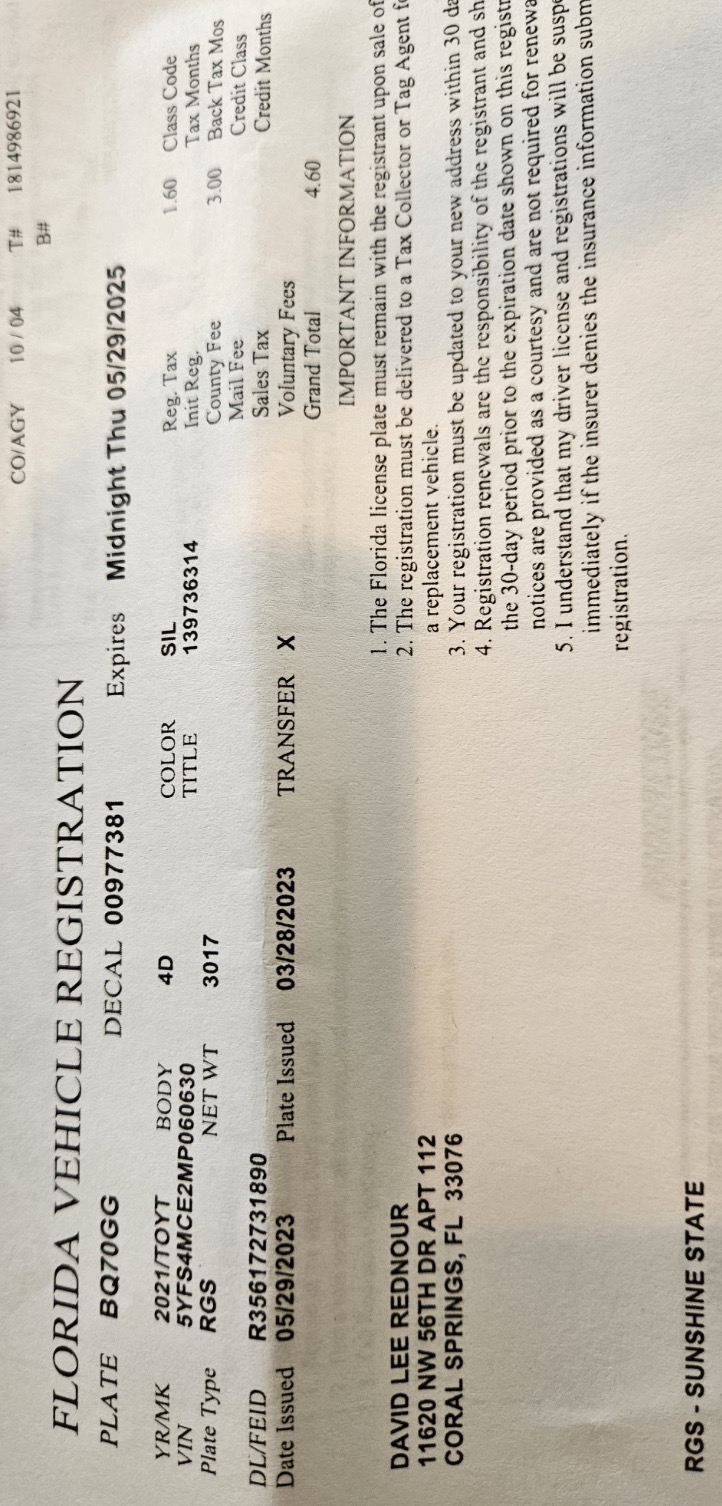 CO/AGY 10 / 04 T# 1814986921
B#
FLORIDA VEHICLE REGISTRATION
PLATE BQ70GG DECAL 00977381 Expires Midnight Thu 05/29/2025
YR/MK 2021/TOYT BODY 4D COLOR SIL Reg. Tax 1.60 Class Code
VIN 5YFS4MCE2MP060630 TITLE 139736314 Init Reg. Tax Months
Plate Type RGS NET WT 3017 County Fee 3.00 Back Tax Mos
Mail Fee Credit Class
DL/FEID R356172731890 Sales Tax Credit Months
Date Issued 05/29/2023 Plate Issued 03/28/2023 TRANSFER X Voluntary Fees
Grand Total 4.60
IMPORTANT INFORMATION
1. The Florida license plate must remain with the registrant upon sale of
2. The registration must be delivered to a Tax Collector or Tag Agent
a replacement vehicle.
3. Your registration must be updated to your new address within 30
4. Registration renewals are the responsibility of the registrant and
the 30-day period prior to the expiration date shown on this
notices are provided as a courtesy and are not required for
5. I understand that my driver license and registrations will be
immediately if the insurer denies the insurance information
registration.
DAVID LEE REDNOUR
11620 NW 56TH DR APT 112
CORAL SPRINGS, FL 33076
RGS - SUNSHINE STATE